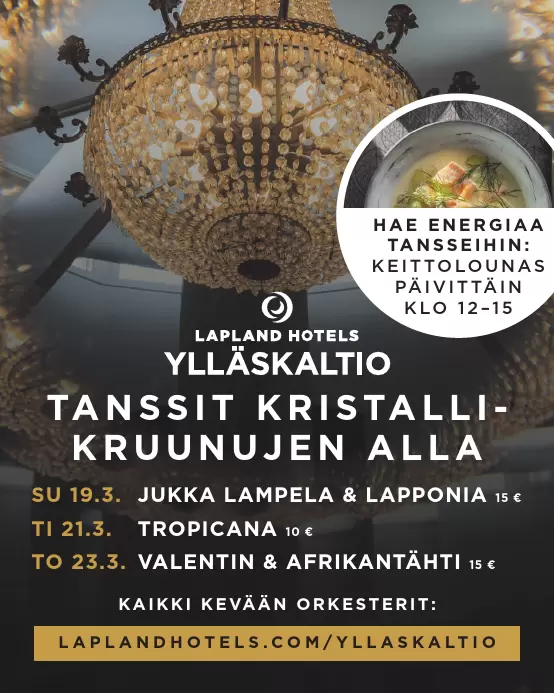 HAE ENERGIAA
TANSSEIHIN:
KEITTOLOUNAS
PÄIVITTÄIN
KLO 12–15
LAPLAND HOTELS
YLLÄSKALTIO
TANSSIT KRISTALLI-
KRUUNUJEN ALLA
SU 19.3. JUKKA LAMPELA & LAPPONIA 15 €
TI 21.3. TROPICANA 10 €
TO 23.3. VALENTIN & AFRIKANTÄHTI 15 €
KAIKKI KEVÄÄN ORKESTERIT:
LAPLANDHOTELS.COM/YLLASKALTIO